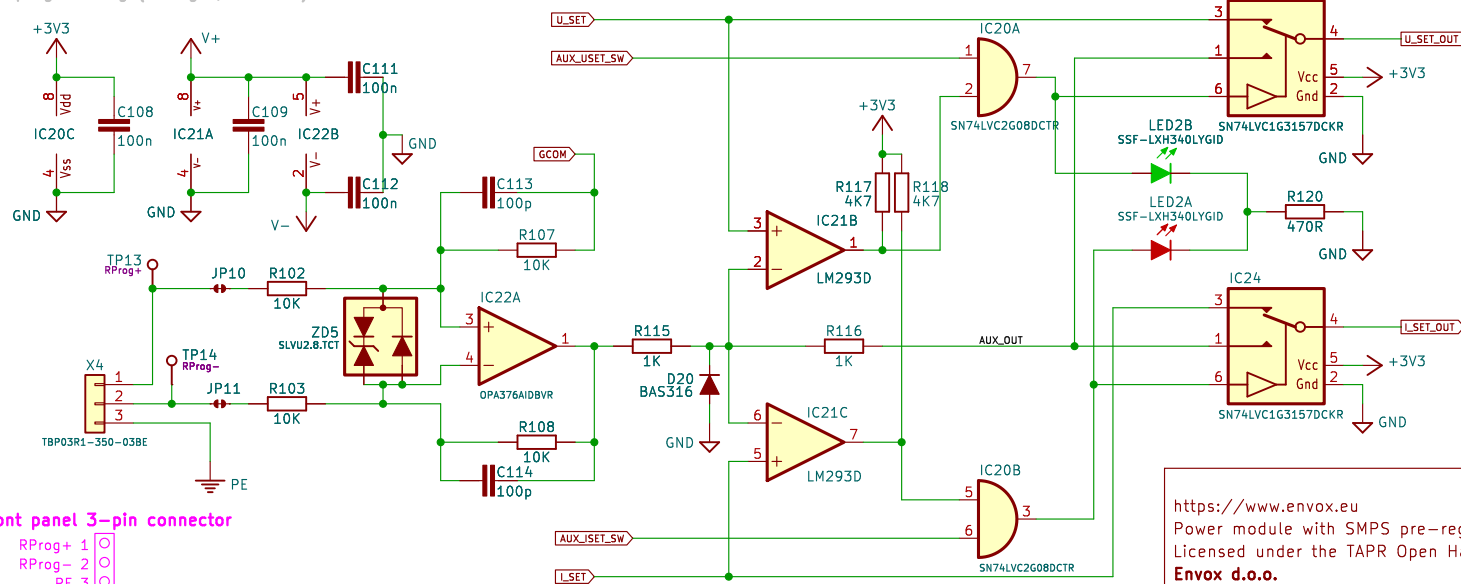 +3V3
V+
8
Vdd
IC20C
4
Vss
GND
C108
100n
8
V+
IC21A
4
V-
GND
C109
100n
5
V+
IC22B
2
V-
V-
C111
100n
GND
C112
100n
U_SET
AUX_USET_SW
GCOM
C113
100p
R107
10K
TP13
RProg+
JP10
R102
10K
TP14
RProg-
JP11
R103
10K
X4
1
2
3
TBP03R1-350-03BE
PE
ZD5
SLVU2.8.TCT
IC22A
3
+
4
-
1
OPA376AIDBVR
R108
10K
C114
100p
R115
1K
D20
BAS316
GND
IC21B
3
+
2
-
1
LM293D
+3V3
R117
4K7
R118
4K7
R116
1K
AUX_OUT
IC21C
6
-
5
+
7
LM293D
IC20A
1
2
7
SN74LVC2G08DCTR
IC20B
5
6
3
SN74LVC2G08DCTR
AUX_ISET_SW
I_SET
3
1
6
4
5
Vcc
2
Gnd
SN74LVC1G3157DCKR
U_SET_OUT
+3V3
GND
LED2B
SSF-LXH340LYGID
LED2A
SSF-LXH340LYGID
R120
470R
GND
IC24
3
1
6
4
5
Vcc
2
Gnd
SN74LVC1G3157DCKR
I_SET_OUT
+3V3
GND
ont panel 3-pin connector
RProg+ 1
RProg- 2
PE 3
https://www.envox.eu
Power module with SMPS pre-reg
Licensed under the TAPR Open Ha
Envox d.o.o.